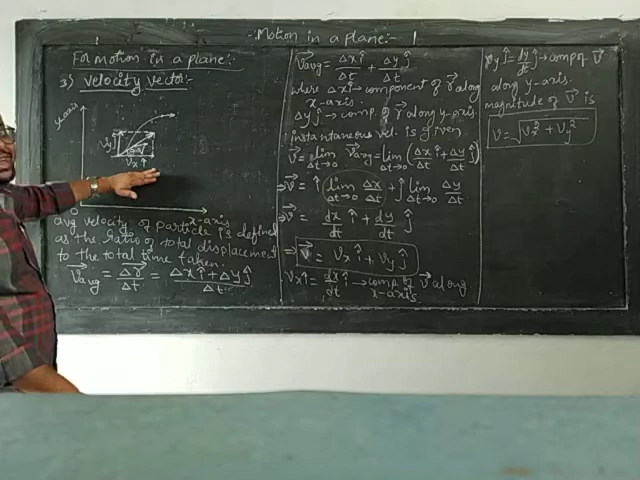 Motion in a plane:- 1
For motion in a plane:-
3) Velocity vector:-
y-axis
Vy ĵ
Vx î
O
x-axis
avg velocity of particle is defined
as the ratio of total displacement
to the total time taken.
V⃗avg = Δr⃗/Δt = Δx î + Δy ĵ/Δt
V⃗avg = Δx î/Δt + Δy ĵ/Δt
where Δx î → component of r⃗ along
x-axis.
Δy ĵ → comp. of r⃗ along y-axis.
instantaneous vel. is given
V⃗ = lim Δt→0 V⃗avg = lim Δt→0 (Δx î/Δt + Δy ĵ/Δt)
⇒ V⃗ = î lim Δt→0 Δx/Δt + ĵ lim Δt→0 Δy/Δt
⇒ V⃗ = dx/dt î + dy/dt ĵ
⇒ V⃗ = Vx î + Vy ĵ
Vx î = dx/dt î → comp. of V⃗ along
x-axis.
Vy ĵ = dy/dt ĵ → comp. of V⃗
along y-axis.
magnitude of V⃗ is
V = √Vx² + Vy²